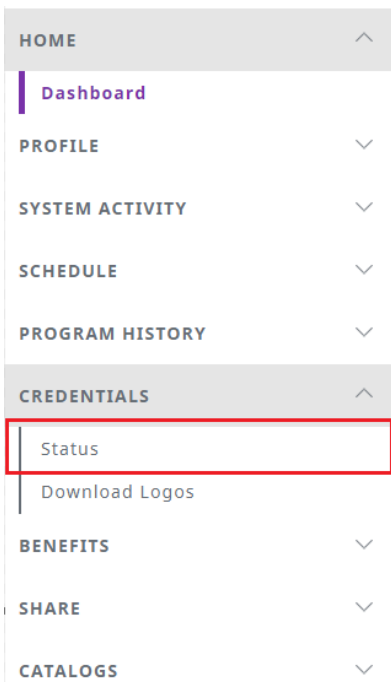 HOME
Dashboard
PROFILE
SYSTEM ACTIVITY
SCHEDULE
PROGRAM HISTORY
CREDENTIALS
Status
Download Logos
BENEFITS
SHARE
CATALOGS